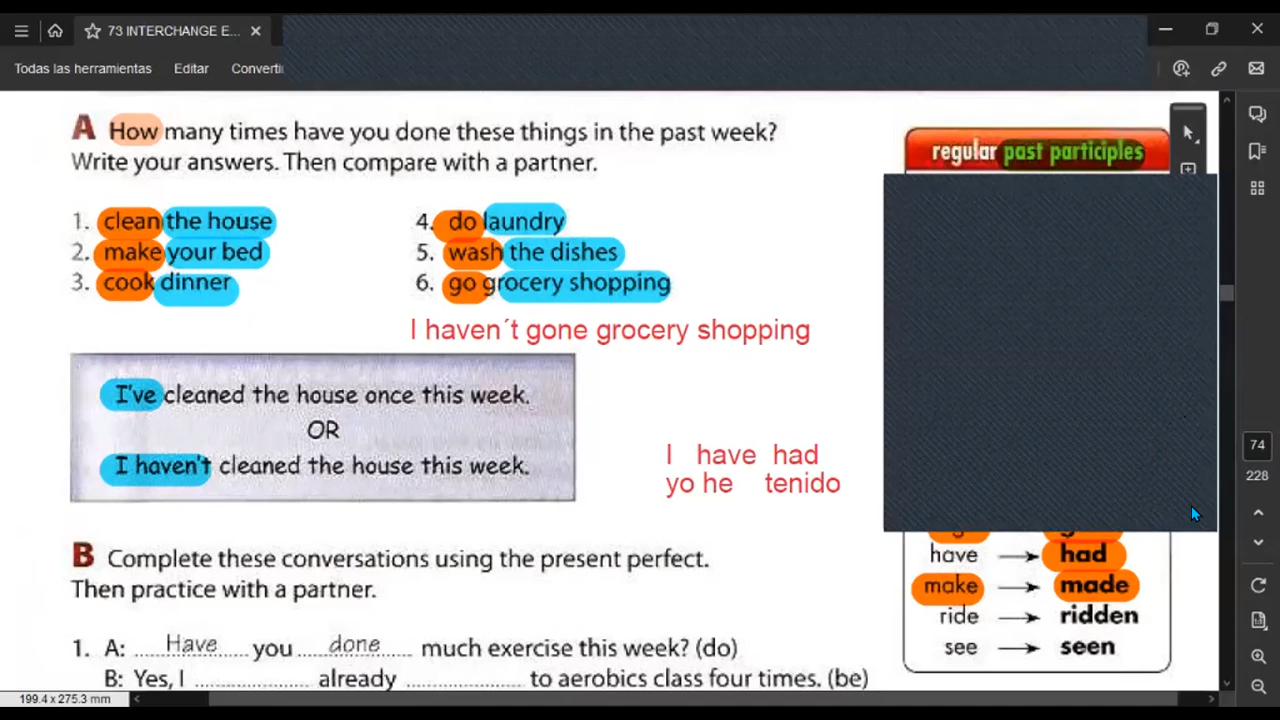 73 INTERCHANGE E...
Todas las herramientas Editar Converti
A How many times have you done these things in the past week?
Write your answers. Then compare with a partner.
regular past participles
1. clean the house
2. make your bed
3. cook dinner
4. do laundry
5. wash the dishes
6. go grocery shopping
I haven´t gone grocery shopping
I've cleaned the house once this week.
OR
I haven't cleaned the house this week.
I have had
yo he tenido
have → had
make → made
ride → ridden
see → seen
B Complete these conversations using the present perfect.
Then practice with a partner.
1. A: Have you done much exercise this week? (do)
B: Yes, I .............. already .............. to aerobics class four times. (be)
74
228
199.4 x 275.3 mm